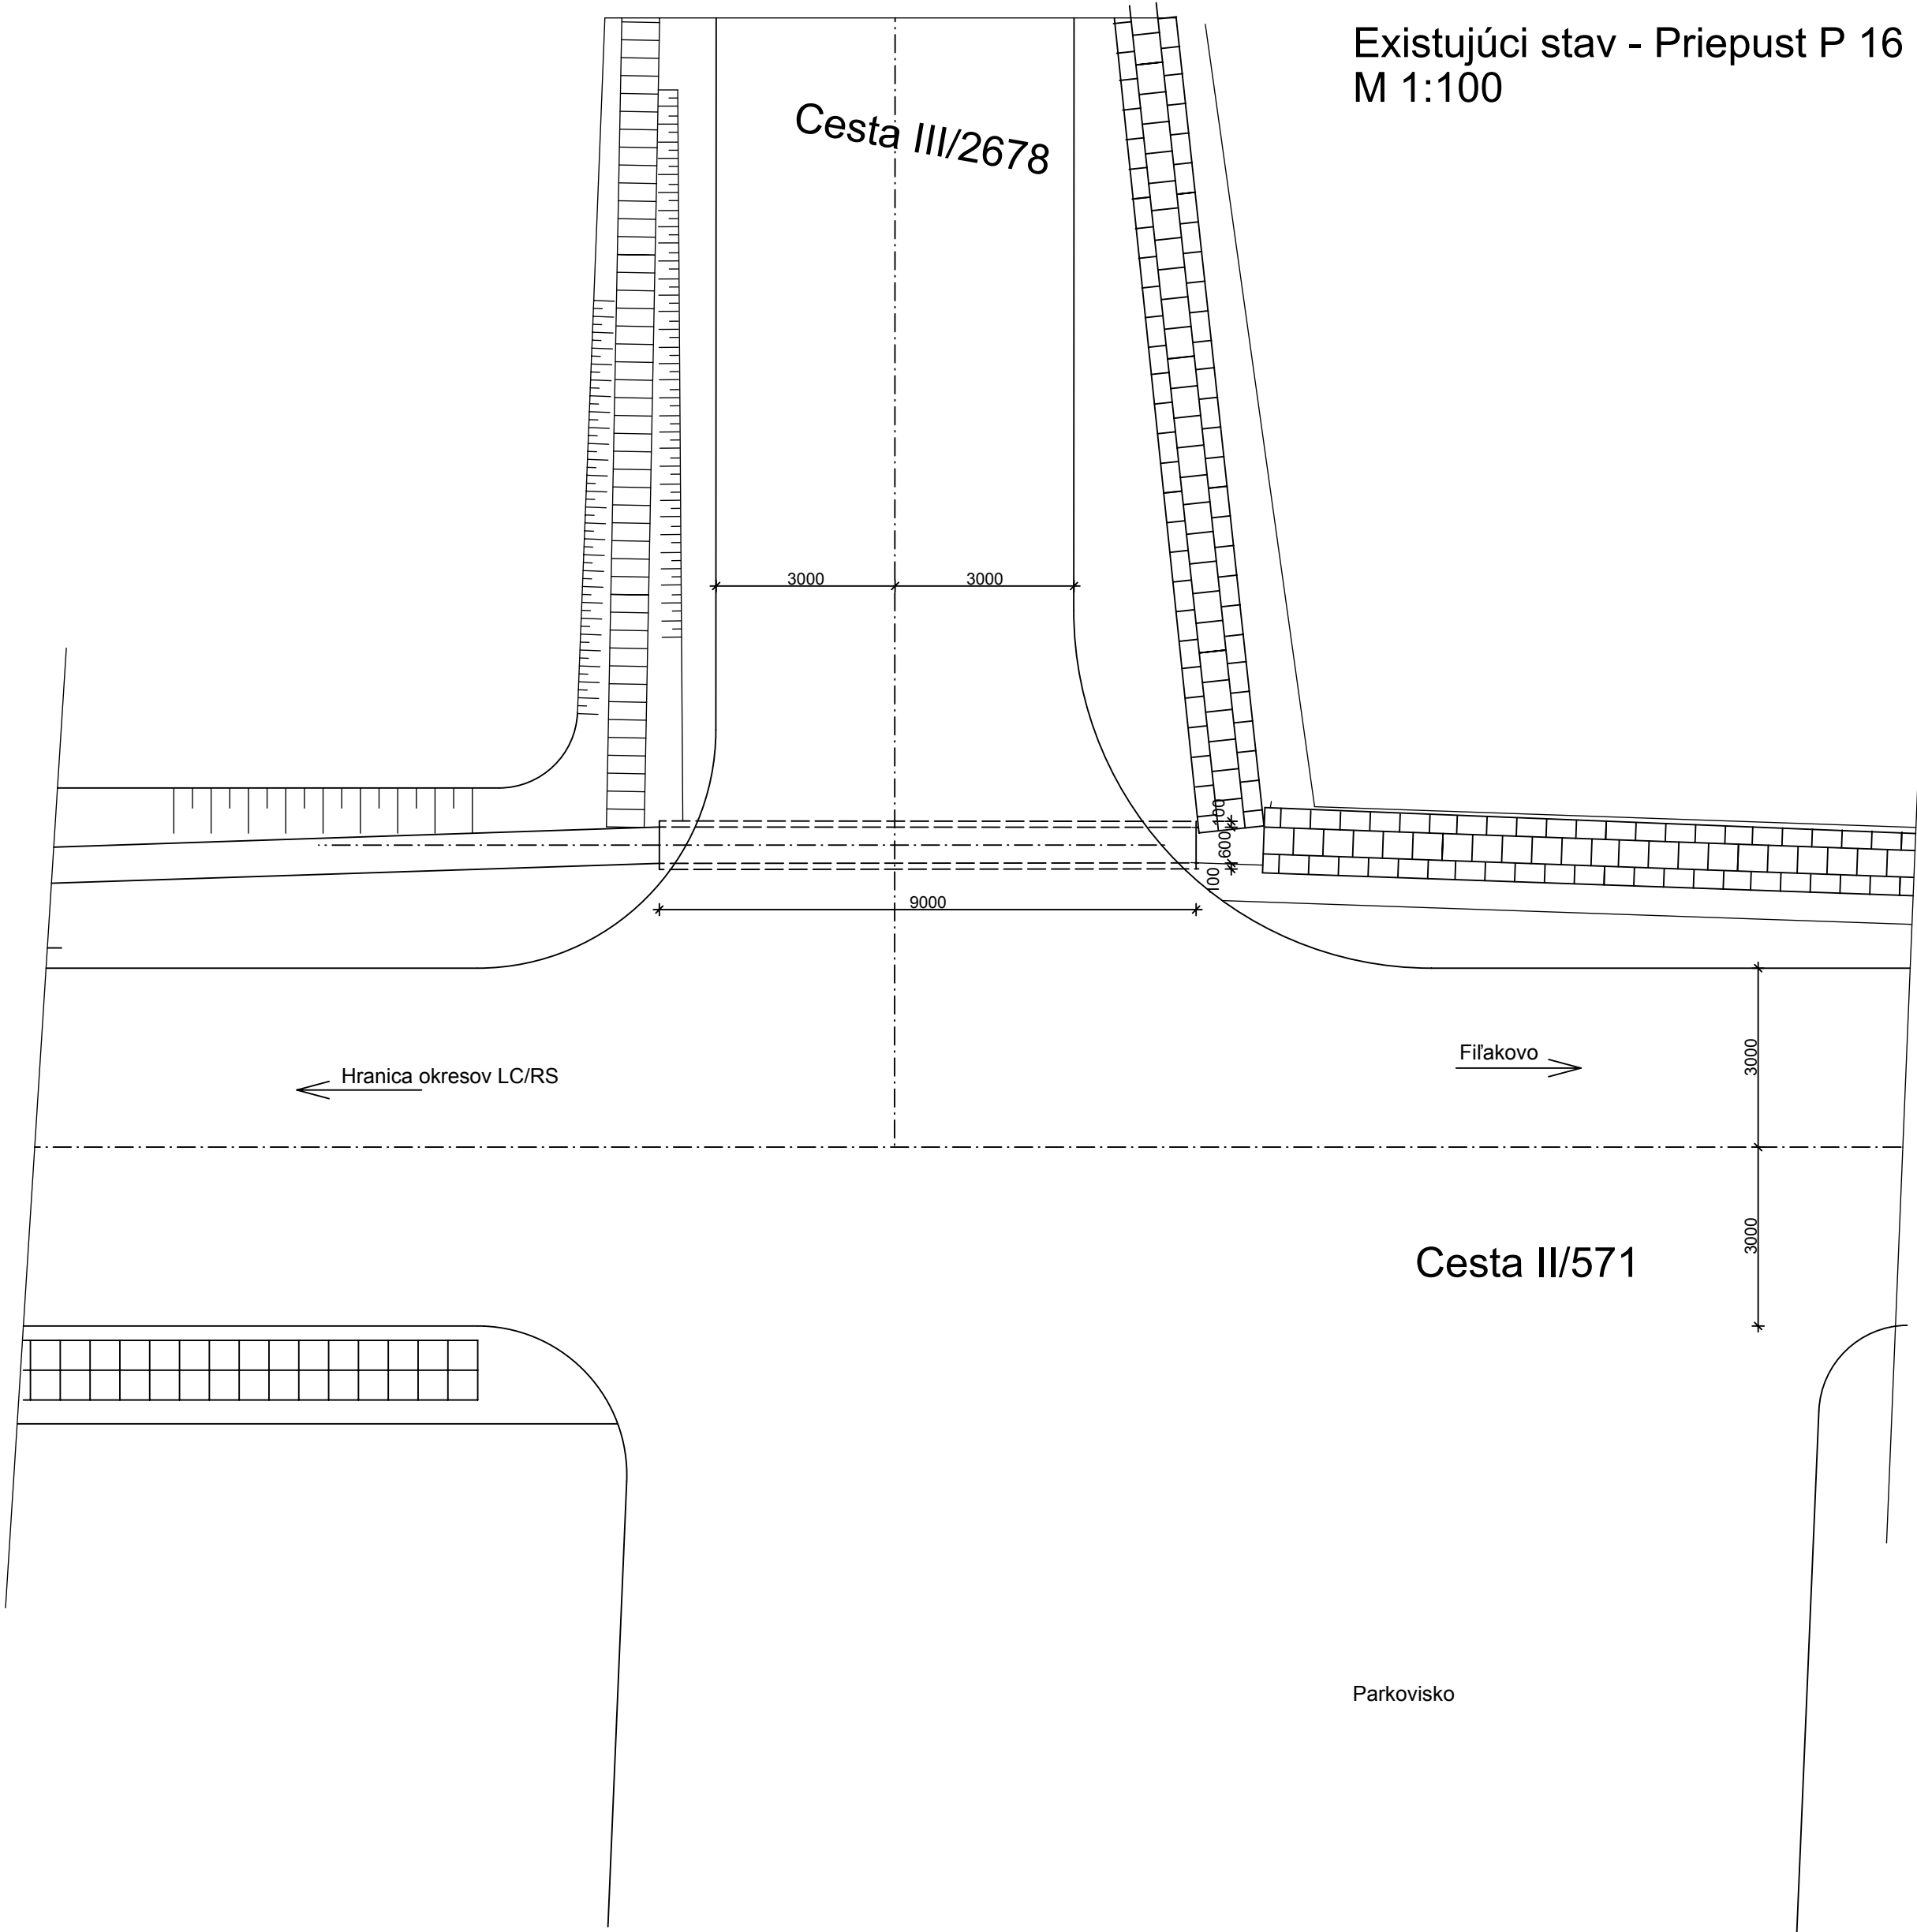 Existujúci stav - Priepust P 16
M 1:100
Cesta III/2678
3000
3000
100
600
100
9000
Fiľakovo
Hranica okresov LC/RS
3000
3000
Cesta II/571
Parkovisko